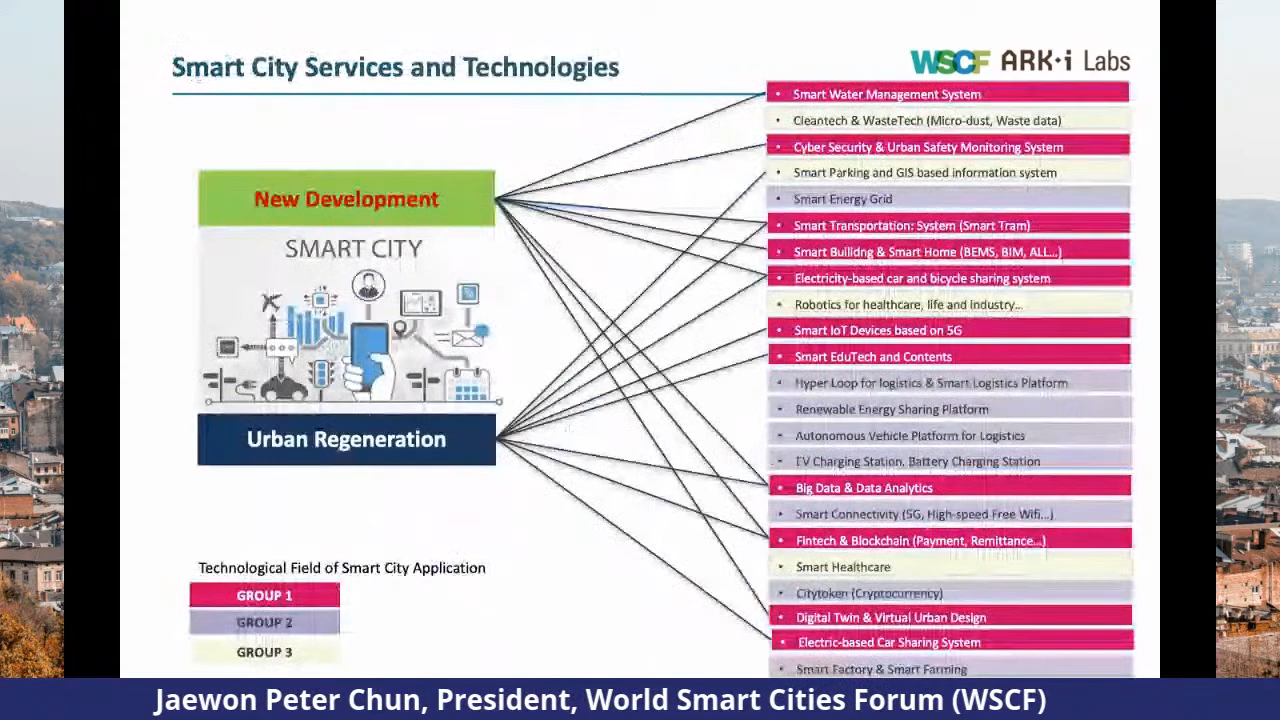 Smart City Services and Technologies
WSCF ARK·i Labs
New Development
SMART CITY
Urban Regeneration
Technological Field of Smart City Application
GROUP 1
GROUP 2
GROUP 3
• Smart Water Management System
• Cleantech & WasteTech (Micro-dust, Waste data)
• Cyber Security & Urban Safety Monitoring System
• Smart Parking and GIS based information system
• Smart Energy Grid
• Smart Transportation: System (Smart Tram)
• Smart Builidng & Smart Home (BEMS, BIM, ALL...)
• Electricity-based car and bicycle sharing system
• Robotics for healthcare, life and industry...
• Smart IoT Devices based on 5G
• Smart EduTech and Contents
• Hyper Loop for logistics & Smart Logistics Platform
• Renewable Energy Sharing Platform
• Autonomous Vehicle Platform for Logistics
• EV Charging Station, Battery Charging Station
• Big Data & Data Analytics
• Smart Connectivity (5G, High-speed Free Wifi...)
• Fintech & Blockchain (Payment, Remittance...)
• Smart Healthcare
• Citytoken (Cryptocurrency)
• Digital Twin & Virtual Urban Design
• Electric-based Car Sharing System
• Smart Factory & Smart Farming
Jaewon Peter Chun, President, World Smart Cities Forum (WSCF)